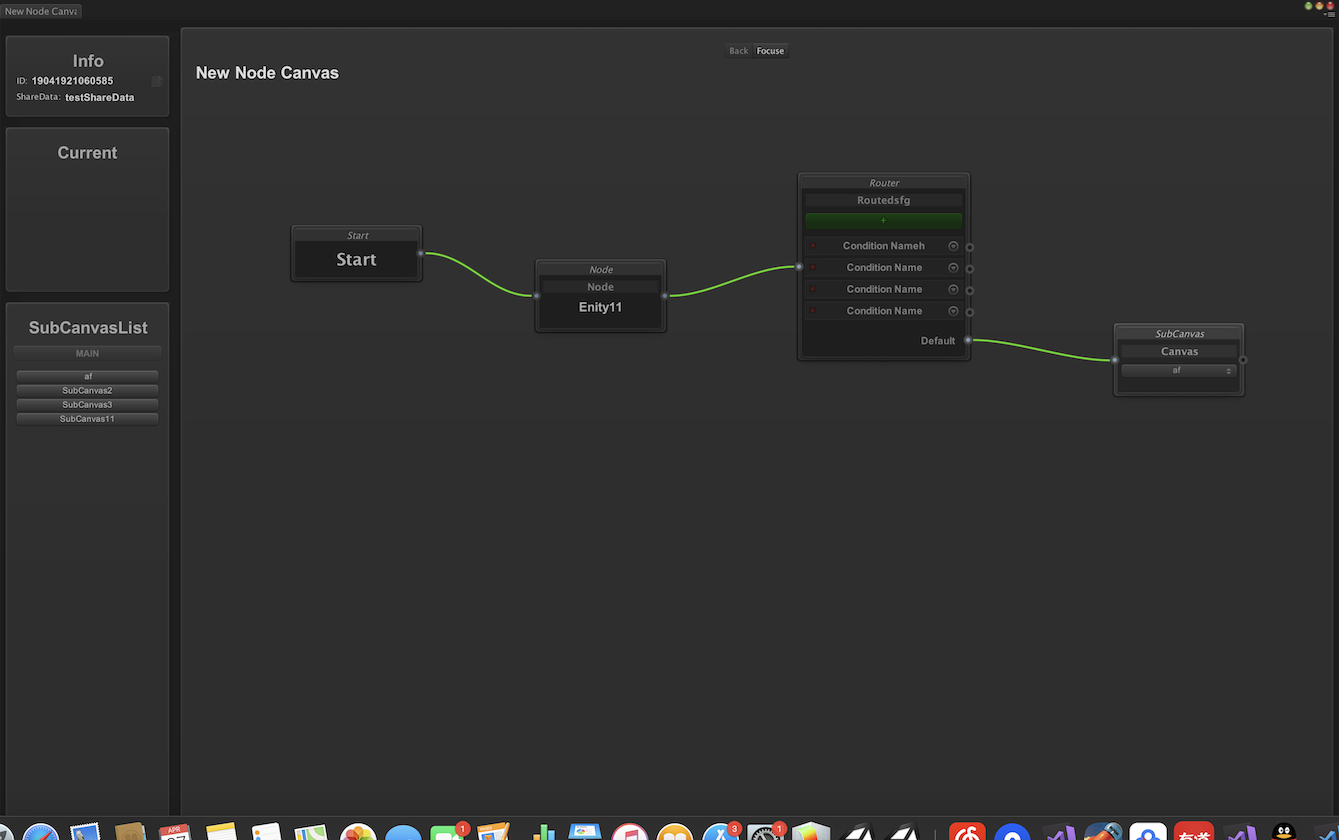 New Node Canva
Info
ID: 19041921060585
ShareData: testShareData
Current
SubCanvasList
MAIN
af
SubCanvas2
SubCanvas3
SubCanvas11
Back Focuse
New Node Canvas
Start
Start
Node
Node
Enity11
Router
Routedsfg
+
Condition Nameh
Condition Name
Condition Name
Condition Name
Default
SubCanvas
Canvas
af
APR
1
3
1